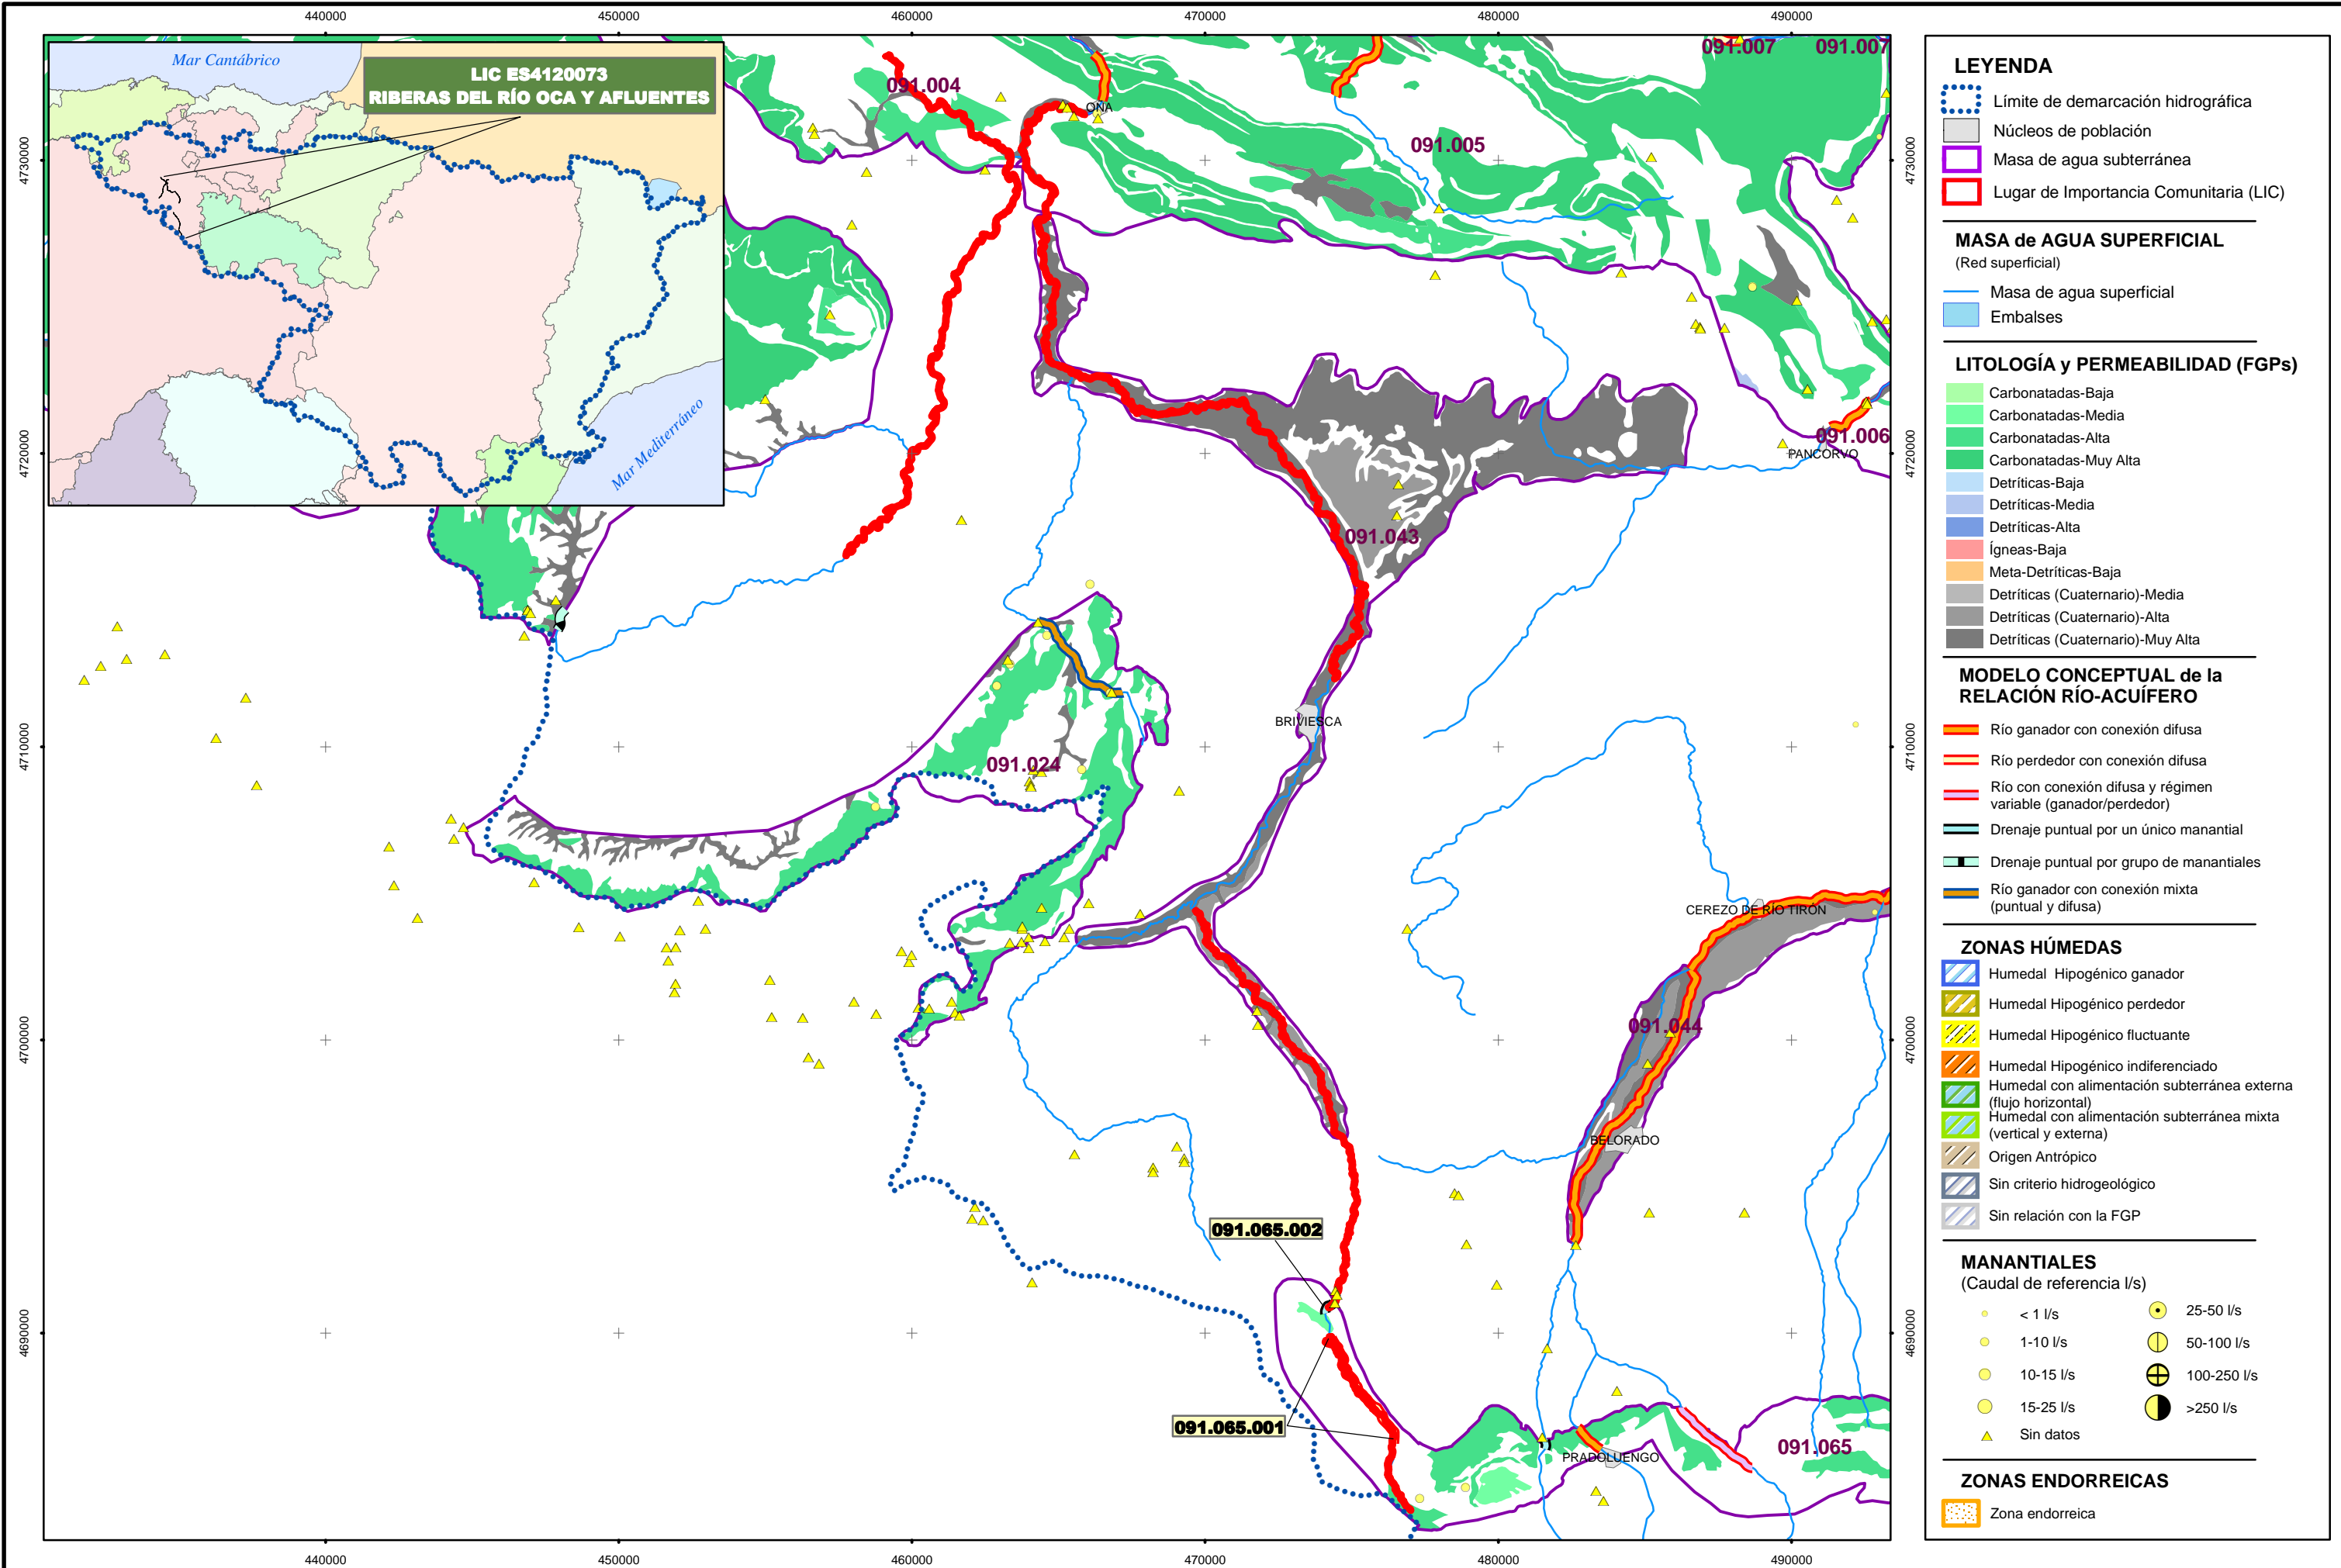 440000 450000 460000 470000 480000 490000
Mar Cantábrico
LIC ES4120073
RIBERAS DEL RÍO OCA Y AFLUENTES
Mar Mediterráneo
4730000
4720000
4710000
4700000
4690000
091.004
OÑA
091.005
091.007
091.007
091.006
PANCORVO
091.043
BRIVIESCA
091.024
CEREZO DE RÍO TIRÓN
091.044
BELORADO
091.065.002
091.065.001
PRADOLUENGO
091.065
4730000
4720000
4710000
4700000
4690000
440000 450000 460000 470000 480000 490000
LEYENDA
Límite de demarcación hidrográfica
Núcleos de población
Masa de agua subterránea
Lugar de Importancia Comunitaria (LIC)
MASA de AGUA SUPERFICIAL
(Red superficial)
Masa de agua superficial
Embalses
LITOLOGÍA y PERMEABILIDAD (FGPs)
Carbonatadas-Baja
Carbonatadas-Media
Carbonatadas-Alta
Carbonatadas-Muy Alta
Detríticas-Baja
Detríticas-Media
Detríticas-Alta
Ígneas-Baja
Meta-Detríticas-Baja
Detríticas (Cuaternario)-Media
Detríticas (Cuaternario)-Alta
Detríticas (Cuaternario)-Muy Alta
MODELO CONCEPTUAL de la
RELACIÓN RÍO-ACUÍFERO
Río ganador con conexión difusa
Río perdedor con conexión difusa
Río con conexión difusa y régimen
variable (ganador/perdedor)
Drenaje puntual por un único manantial
Drenaje puntual por grupo de manantiales
Río ganador con conexión mixta
(puntual y difusa)
ZONAS HÚMEDAS
Humedal Hipogénico ganador
Humedal Hipogénico perdedor
Humedal Hipogénico fluctuante
Humedal Hipogénico indiferenciado
Humedal con alimentación subterránea externa
(flujo horizontal)
Humedal con alimentación subterránea mixta
(vertical y externa)
Origen Antrópico
Sin criterio hidrogeológico
Sin relación con la FGP
MANANTIALES
(Caudal de referencia l/s)
< 1 l/s
1-10 l/s
10-15 l/s
15-25 l/s
Sin datos
25-50 l/s
50-100 l/s
100-250 l/s
>250 l/s
ZONAS ENDORREICAS
Zona endorreica